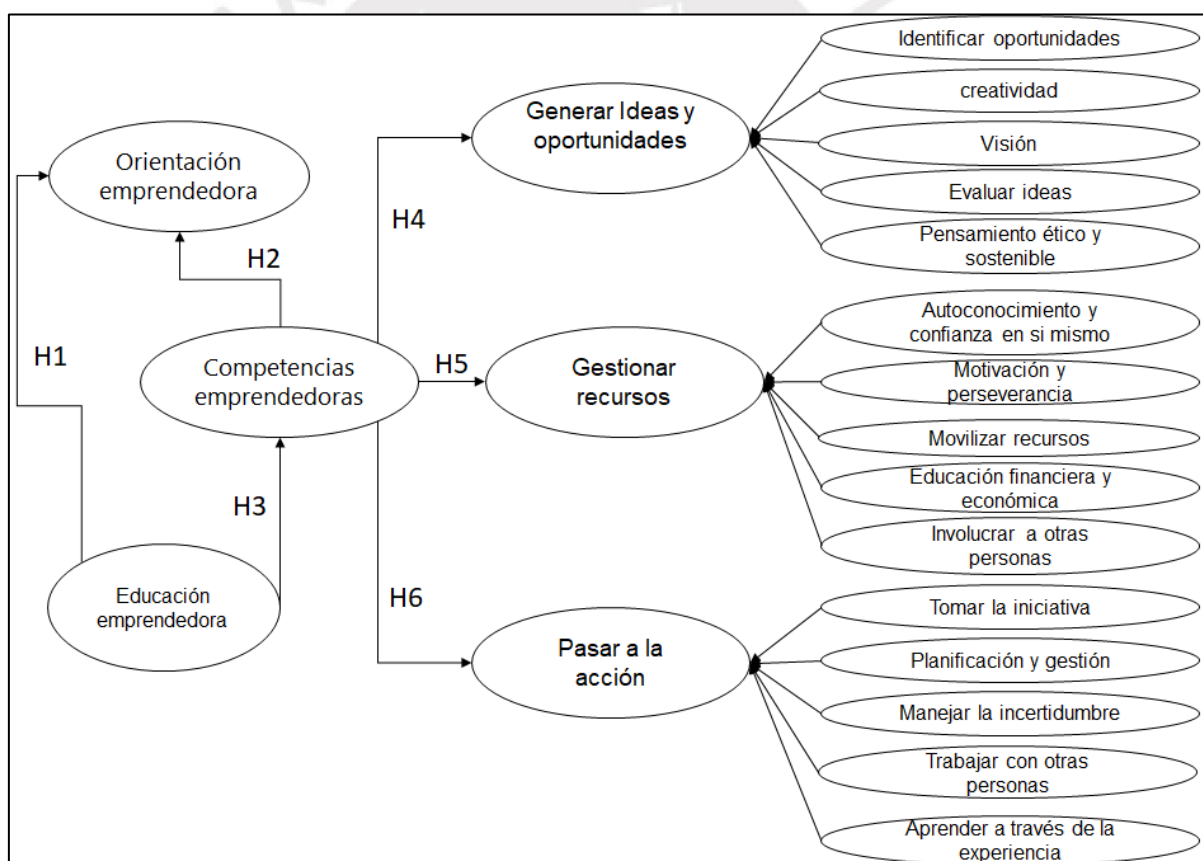 Orientación
emprendedora
H1
H2
Competencias
emprendedoras
H3
Educación
emprendedora
H4
H5
H6
Generar Ideas y
oportunidades
Gestionar
recursos
Pasar a la
acción
Identificar oportunidades
creatividad
Visión
Evaluar ideas
Pensamiento ético y
sostenible
Autoconocimiento y
confianza en si mismo
Motivación y
perseverancia
Movilizar recursos
Educación financiera y
económica
Involucrar a otras
personas
Tomar la iniciativa
Planificación y gestión
Manejar la incertidumbre
Trabajar con otras
personas
Aprender a través de la
experiencia